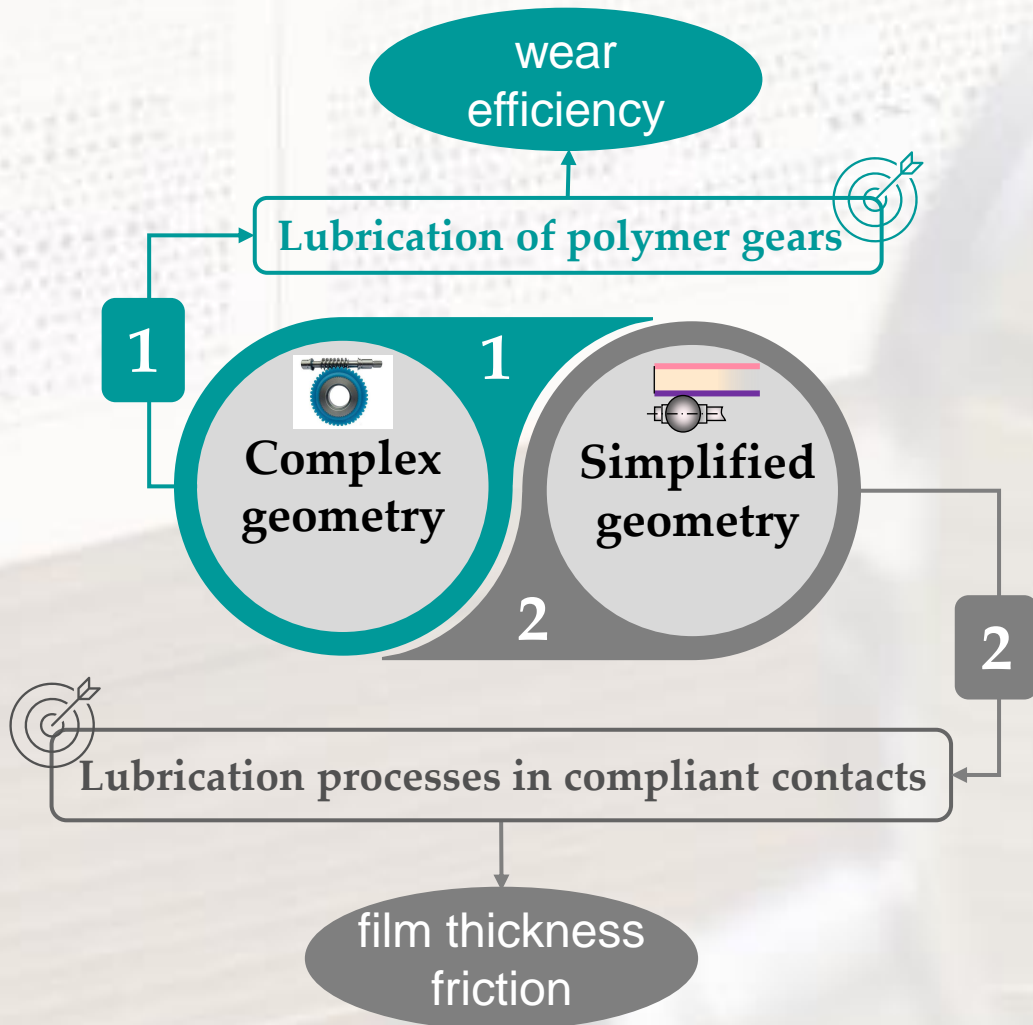 wear
efficiency
Lubrication of polymer gears
1
1
Complex
geometry
Simplified
geometry
2
2
Lubrication processes in compliant contacts
film thickness
friction